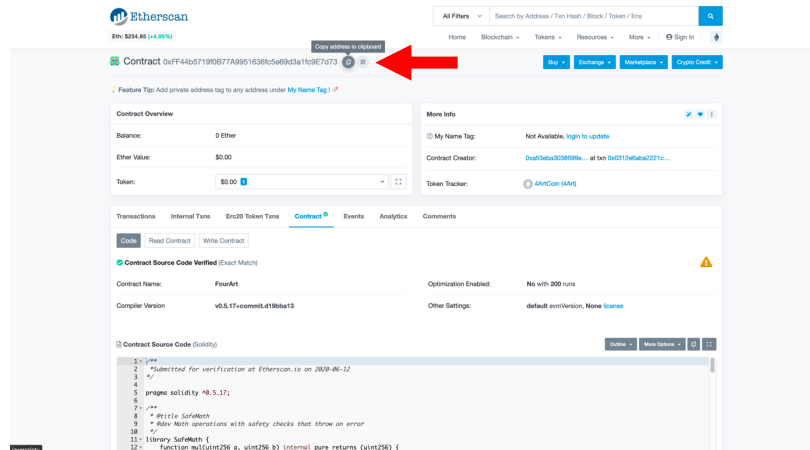 Etherscan
All Filters
Search by Address / Txn Hash / Block / Token / Ens
Eth: $234.85 (+4.85%)
Home Blockchain Tokens Resources More Sign In
Copy address to clipboard
Contract 0xFF44b5719f0B77A9951636fc5e69d3a1fc9E7d73
Buy Exchange Marketplace Crypto Credit
Feature Tip: Add private address tag to any address under My Name Tag !
Contract Overview
Balance: 0 Ether
Ether Value: $0.00
Token: $0.00 1
More Info
My Name Tag: Not Available, login to update
Contract Creator: 0xa53eba3038599e... at txn 0x0312e6aba2221c...
Token Tracker: 4ArtCoin (4Art)
Transactions Internal Txns Erc20 Token Txns Contract Events Analytics Comments
Code Read Contract Write Contract
Contract Source Code Verified (Exact Match)
Contract Name: FourArt
Optimization Enabled: No with 200 runs
Compiler Version v0.5.17+commit.d19bba13
Other Settings: default evmVersion, None license
Contract Source Code (Solidity)
Outline More Options
1 /**
2 *Submitted for verification at Etherscan.io on 2020-06-12
3 */
4
5 pragma solidity ^0.5.17;
6
7 /**
8 * @title SafeMath
9 * @dev Math operations with safety checks that throw on error
10 */
11 library SafeMath {
12 function mul(uint256 a, uint256 b) internal pure returns (uint256) {